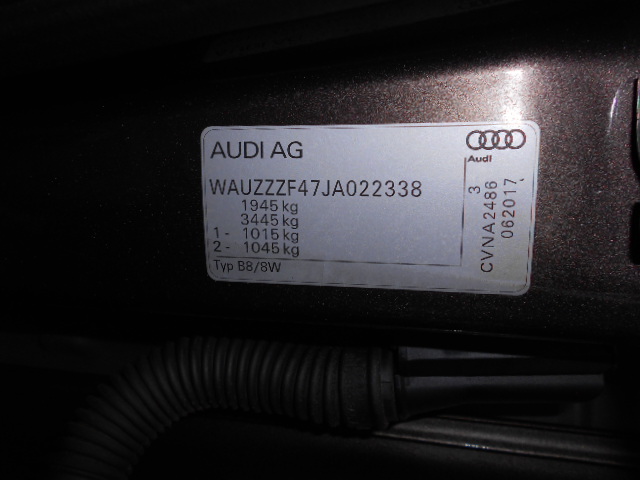 AUDI AG
Audi
WAUZZZF47JA022338
1945 kg
3445 kg
1 - 1015 kg
2 - 1045 kg
Typ B8/8W
3
CVNA2486
062017